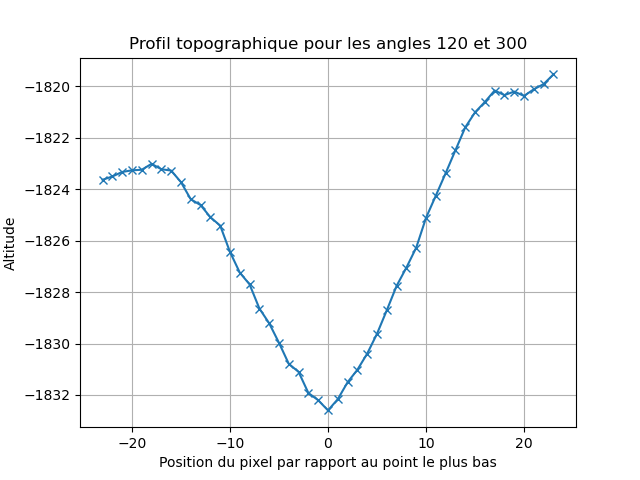 Profil topographique pour les angles 120 et 300
−1820
−1822
−1824
−1826
−1828
−1830
−1832
Altitude
−20 −10 0 10 20
Position du pixel par rapport au point le plus bas